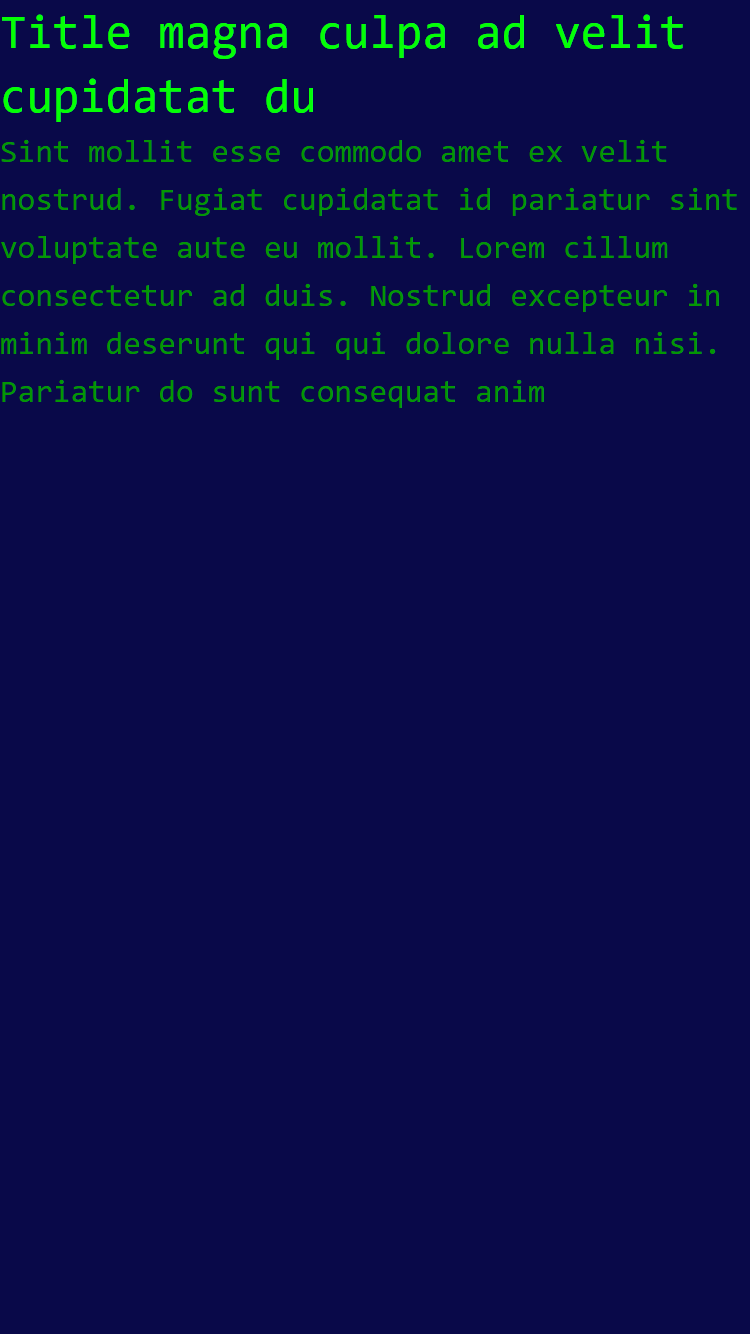 Title magna culpa ad velit
cupidatat du
Sint mollit esse commodo amet ex velit
nostrud. Fugiat cupidatat id pariatur sint
voluptate aute eu mollit. Lorem cillum
consectetur ad duis. Nostrud excepteur in
minim deserunt qui qui dolore nulla nisi.
Pariatur do sunt consequat anim